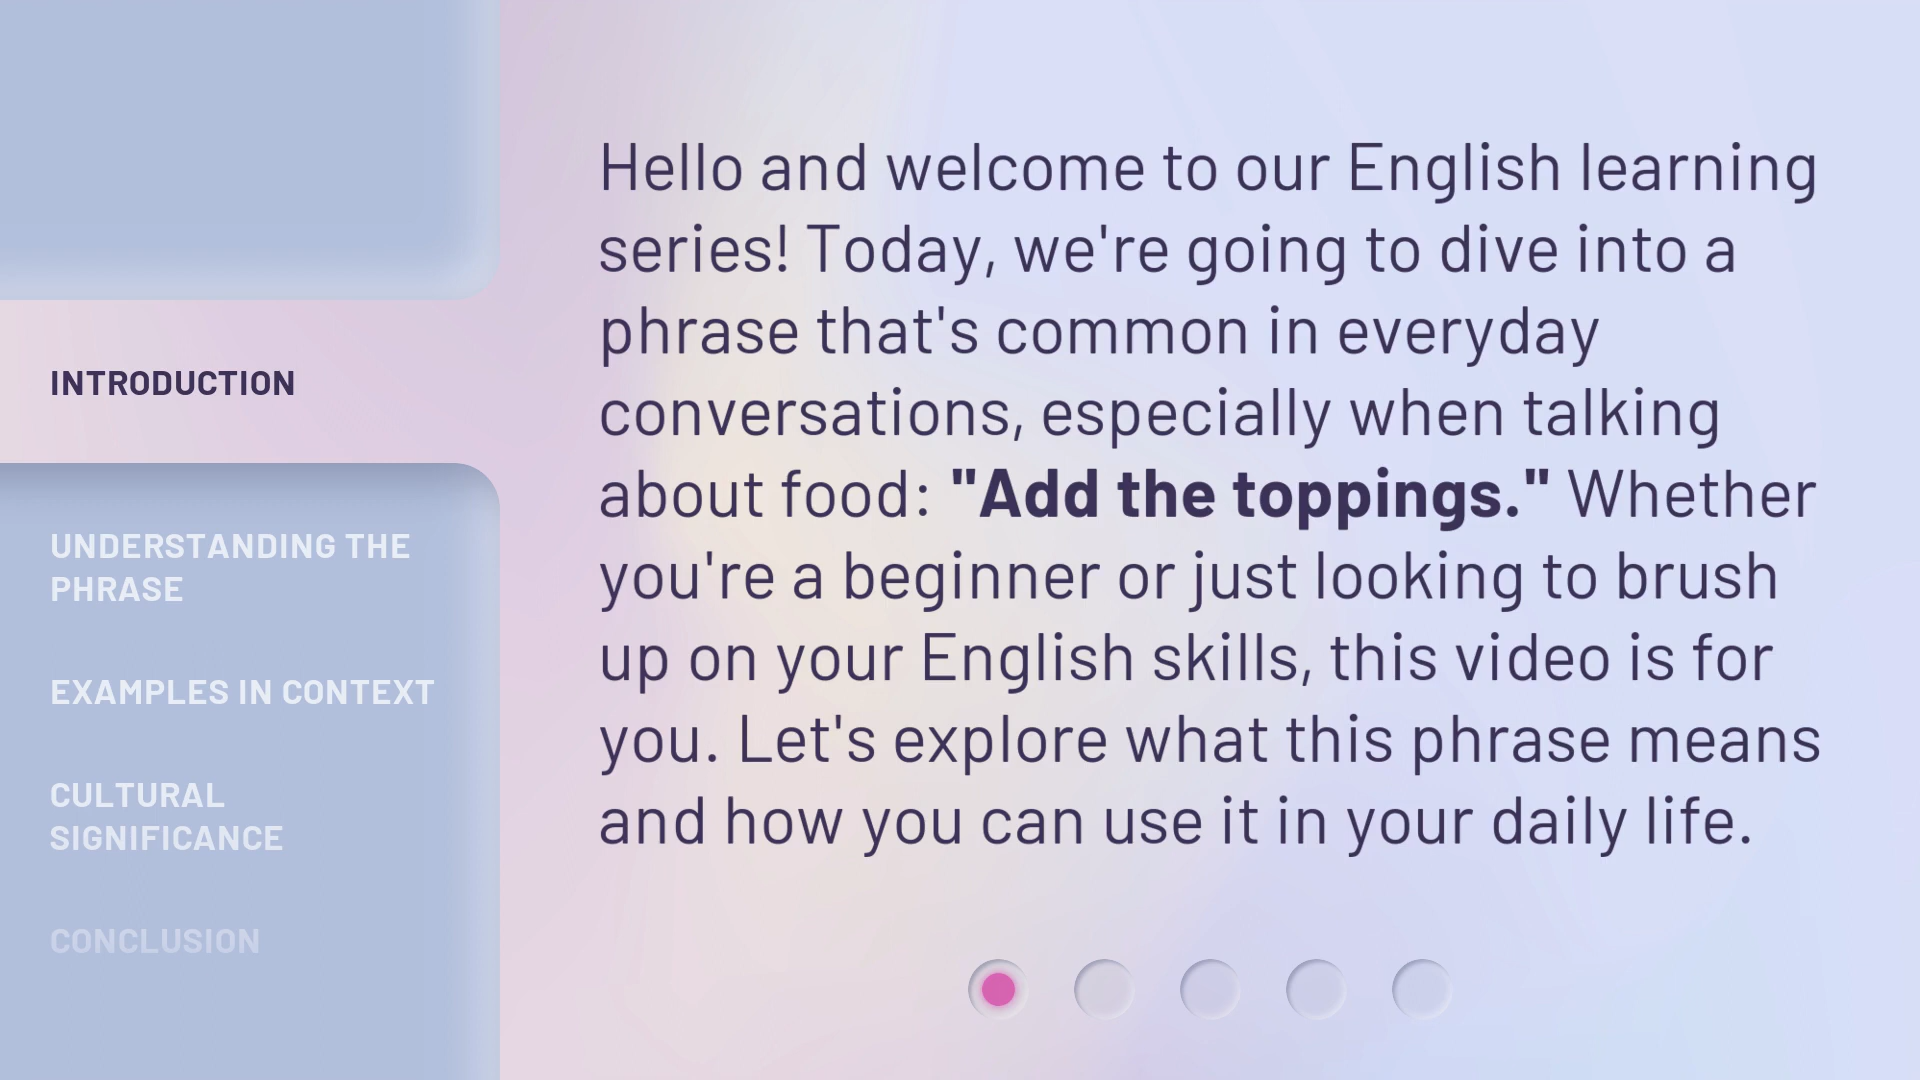 INTRODUCTION
UNDERSTANDING THE
PHRASE
EXAMPLES IN CONTEXT
CULTURAL
SIGNIFICANCE
CONCLUSION
Hello and welcome to our English learning
series! Today, we're going to dive into a
phrase that's common in everyday
conversations, especially when talking
about food: "Add the toppings." Whether
you're a beginner or just looking to brush
up on your English skills, this video is for
you. Let's explore what this phrase means
and how you can use it in your daily life.